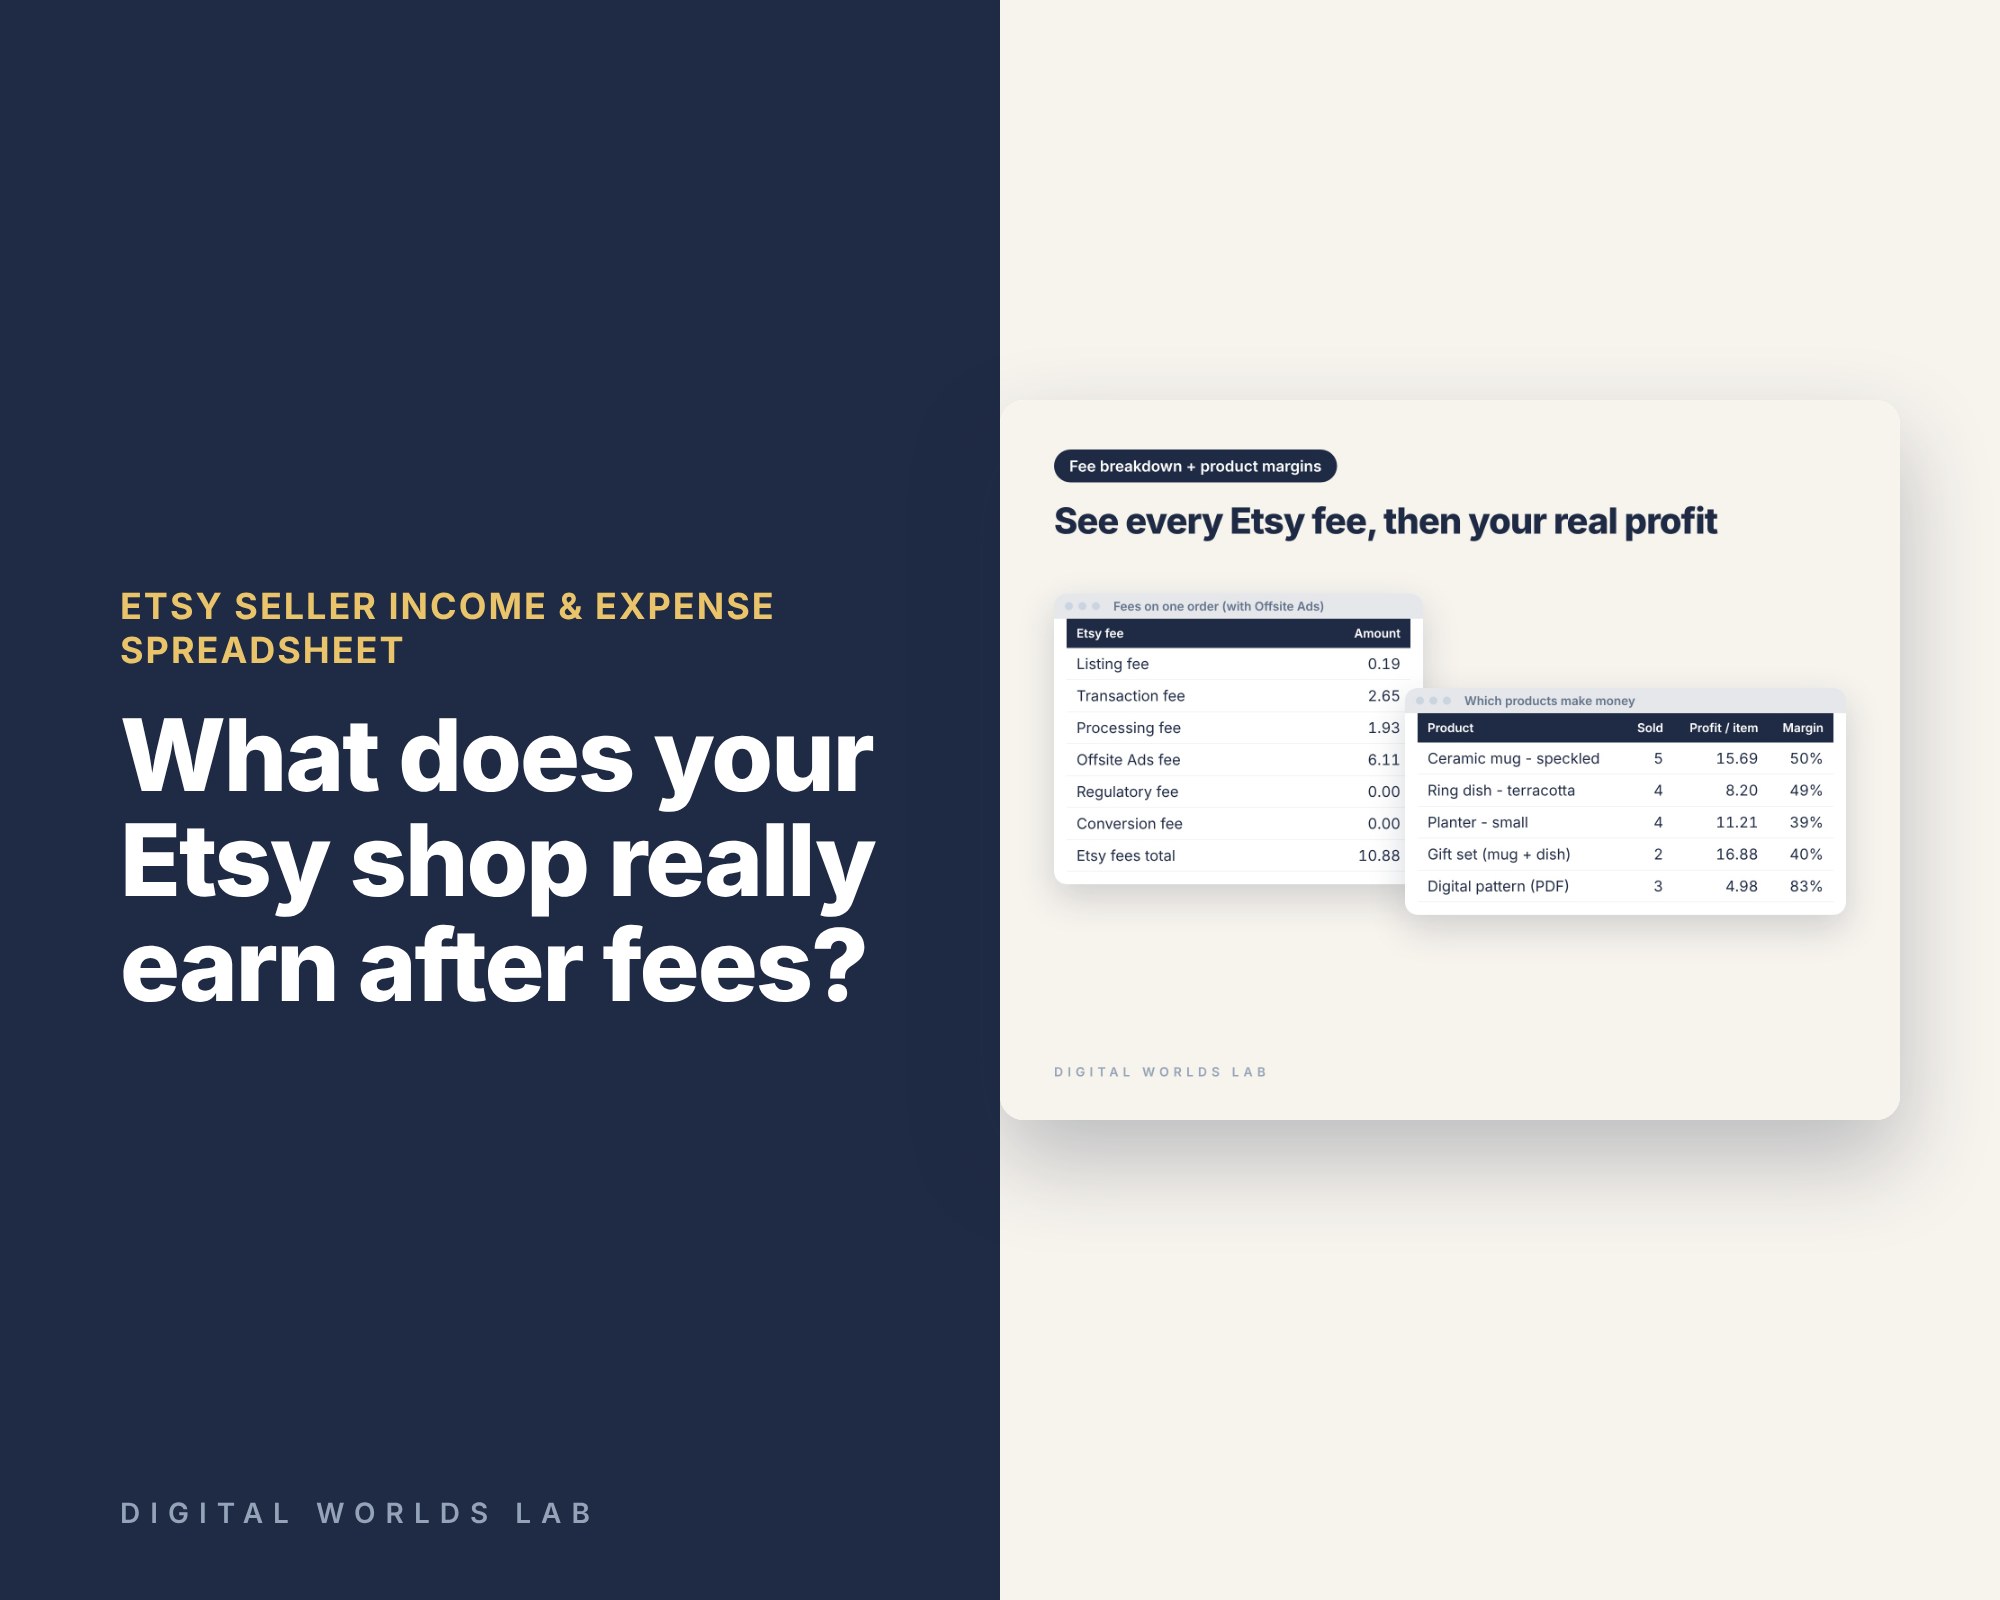 ETSY SELLER INCOME & EXPENSE
SPREADSHEET
What does your
Etsy shop really
earn after fees?
DIGITAL WORLDS LAB
Fee breakdown + product margins
See every Etsy fee, then your real profit
Fees on one order (with Offsite Ads)
Etsy fee Amount
Listing fee 0.19
Transaction fee 2.65
Processing fee 1.93
Offsite Ads fee 6.11
Regulatory fee 0.00
Conversion fee 0.00
Etsy fees total 10.88
Which products make money
Product Sold Profit / item Margin
Ceramic mug - speckled 5 15.69 50%
Ring dish - terracotta 4 8.20 49%
Planter - small 4 11.21 39%
Gift set (mug + dish) 2 16.88 40%
Digital pattern (PDF) 3 4.98 83%
DIGITAL WORLDS LAB